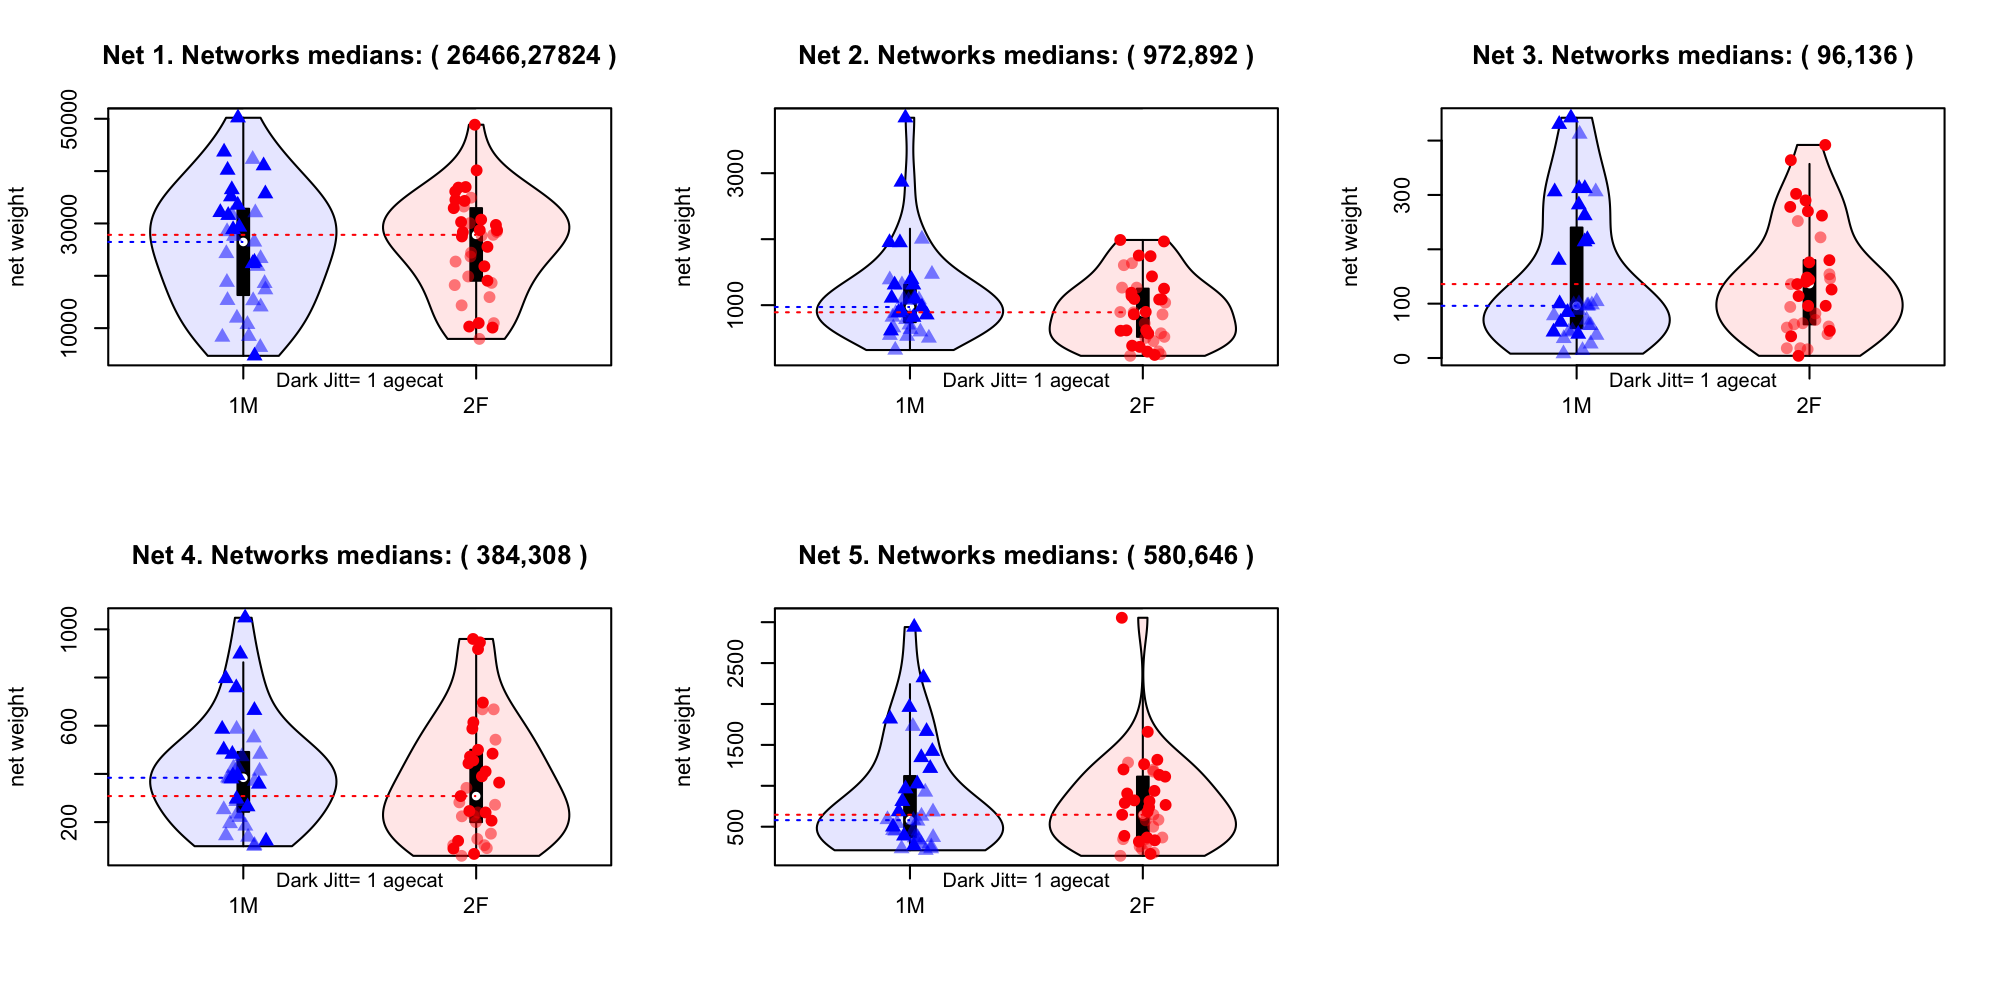 Net 1. Networks medians: ( 26466,27824 )
net weight
10000 30000 50000
Dark Jitt= 1 agecat
1M 2F
Net 2. Networks medians: ( 972,892 )
net weight
1000 3000
Dark Jitt= 1 agecat
1M 2F
Net 3. Networks medians: ( 96,136 )
net weight
0 100 300
Dark Jitt= 1 agecat
1M 2F
Net 4. Networks medians: ( 384,308 )
net weight
200 600 1000
Dark Jitt= 1 agecat
1M 2F
Net 5. Networks medians: ( 580,646 )
net weight
500 1500 2500
Dark Jitt= 1 agecat
1M 2F